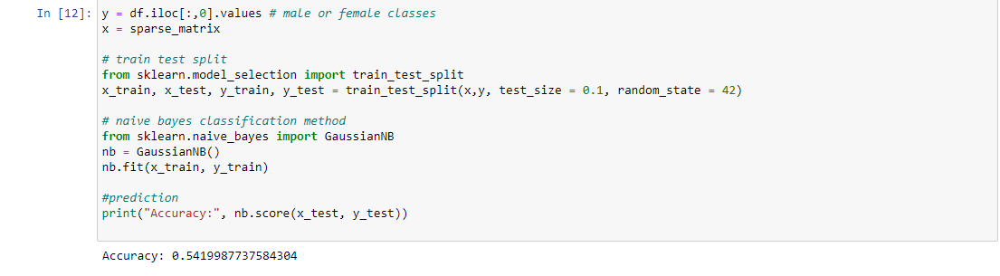 In [12]: y = df.iloc[:,0].values # male or female classes
x = sparse_matrix
# train test split
from sklearn.model_selection import train_test_split
x_train, x_test, y_train, y_test = train_test_split(x,y, test_size = 0.1, random_state = 42)
# naive bayes classification method
from sklearn.naive_bayes import GaussianNB
nb = GaussianNB()
nb.fit(x_train, y_train)
#prediction
print("Accuracy:", nb.score(x_test, y_test))
Accuracy: 0.5419987737584304